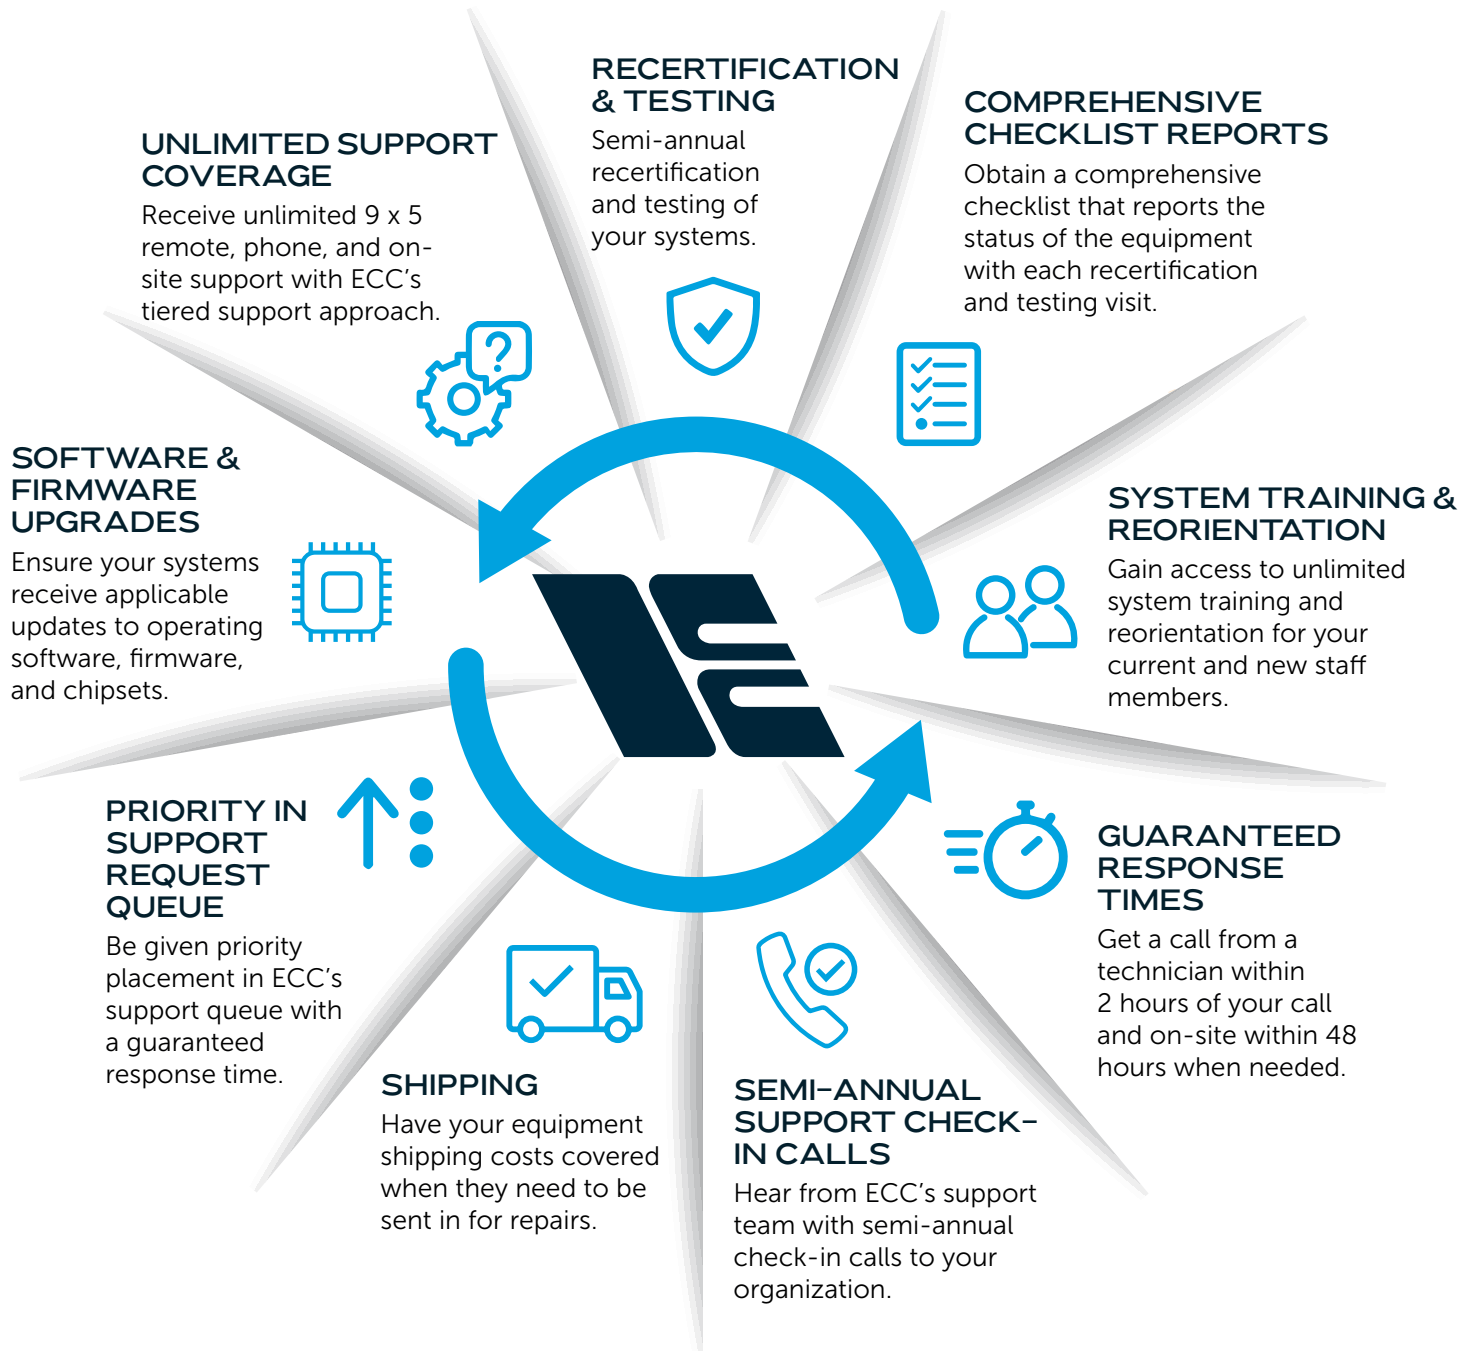 RECERTIFICATION
& TESTING
Semi-annual
recertification
and testing of
your systems.
COMPREHENSIVE
CHECKLIST REPORTS
Obtain a comprehensive
checklist that reports the
status of the equipment
with each recertification
and testing visit.
SYSTEM TRAINING &
REORIENTATION
Gain access to unlimited
system training and
reorientation for your
current and new staff
members.
GUARANTEED
RESPONSE
TIMES
Get a call from a
technician within
2 hours of your call
and on-site within 48
hours when needed.
SEMI-ANNUAL
SUPPORT CHECK-
IN CALLS
Hear from ECC's support
team with semi-annual
check-in calls to your
organization.
SHIPPING
Have your equipment
shipping costs covered
when they need to be
sent in for repairs.
PRIORITY IN
SUPPORT
REQUEST
QUEUE
Be given priority
placement in ECC's
support queue with
a guaranteed
response time.
SOFTWARE &
FIRMWARE
UPGRADES
Ensure your systems
receive applicable
updates to operating
software, firmware,
and chipsets.
UNLIMITED SUPPORT
COVERAGE
Receive unlimited 9 x 5
remote, phone, and on-
site support with ECC's
tiered support approach.
?